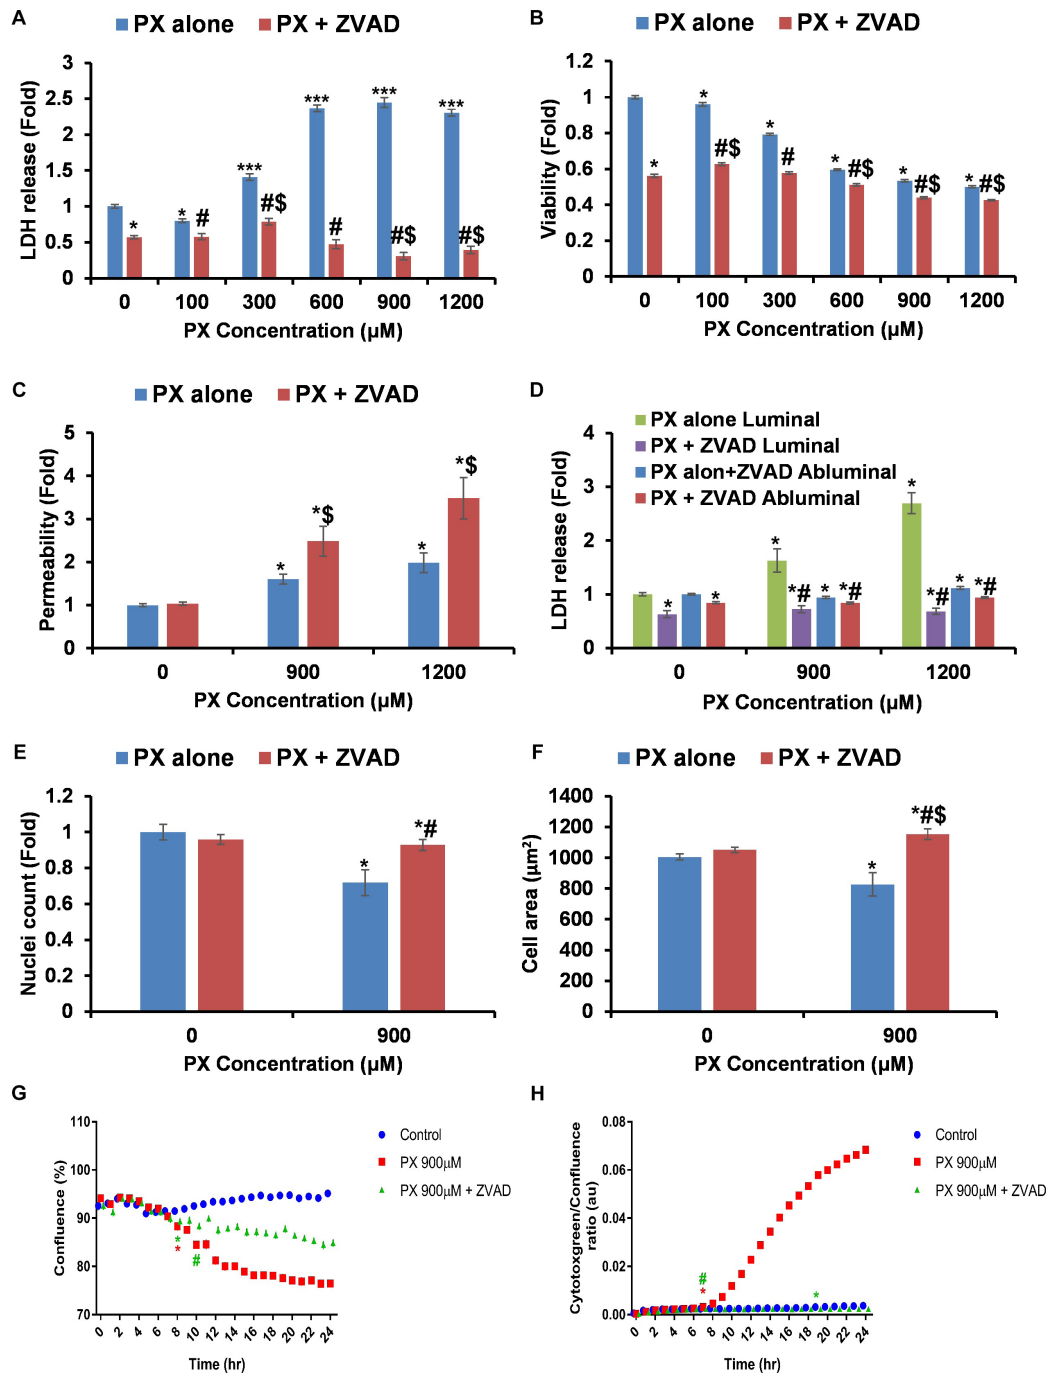 A
PX alone PX + ZVAD
LDH release (Fold)
3
2.5
2
1.5
1
0.5
0
* * # *** #$ *** # *** #$ *** #$
0 100 300 600 900 1200
PX Concentration (µM)
B
PX alone PX + ZVAD
Viability (Fold)
1.2
1
0.8
0.6
0.4
0.2
0
* * #$ * # * #$ * #$ * #$
0 100 300 600 900 1200
PX Concentration (µM)
C
PX alone PX + ZVAD
Permeability (Fold)
5
4
3
2
1
0
* *$ * *$
0 900 1200
PX Concentration (µM)
D
PX alone Luminal
PX + ZVAD Luminal
PX alon+ZVAD Abluminal
PX + ZVAD Abluminal
LDH release (Fold)
4
3
2
1
0
* * * *# * *# * *# * *#
0 900 1200
PX Concentration (µM)
E
PX alone PX + ZVAD
Nuclei count (Fold)
1.2
1
0.8
0.6
0.4
0.2
0
* *#
0 900
PX Concentration (µM)
F
PX alone PX + ZVAD
Cell area (µm²)
1400
1200
1000
800
600
400
200
0
* *#$
0 900
PX Concentration (µM)
G
Confluence (%)
110
100
90
80
70
*
*
#
0 2 4 6 8 10 12 14 16 18 20 22 24
Time (hr)
Control
PX 900µM
PX 900µM + ZVAD
H
Cytotoxgreen/Confluence
ratio (au)
0.08
0.06
0.04
0.02
0.00
#
*
*
0 2 4 6 8 10 12 14 16 18 20 22 24
Time (hr)
Control
PX 900µM
PX 900µM + ZVAD